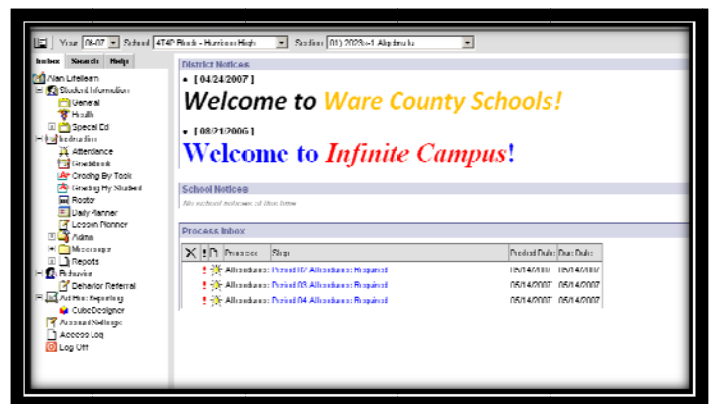 Year 06-07 School 4T4P Block - Harrison High Section 01) 2023x-1 Algebra
Index Search Help
Alan Lifelearn
Student Information
General
Health
Special Ed
Instruction
Attendance
Gradebook
Grading By Task
Grading By Student
Roster
Daily Planner
Lesson Planner
Admin
Messenger
Reports
Behavior
Behavior Referral
Ad Hoc Reporting
CubeDesigner
Account Settings
Access Log
Log Off
District Notices
• [ 04/24/2007 ]
Welcome to Ware County Schools!
• [ 08/21/2006 ]
Welcome to Infinite Campus!
School Notices
No school notices at this time
Process Inbox
Process Step Posted Date Due Date
Attendance Period 02 Attendance Required 05/14/2007 05/14/2007
Attendance Period 03 Attendance Required 05/14/2007 05/14/2007
Attendance Period 04 Attendance Required 05/14/2007 05/14/2007